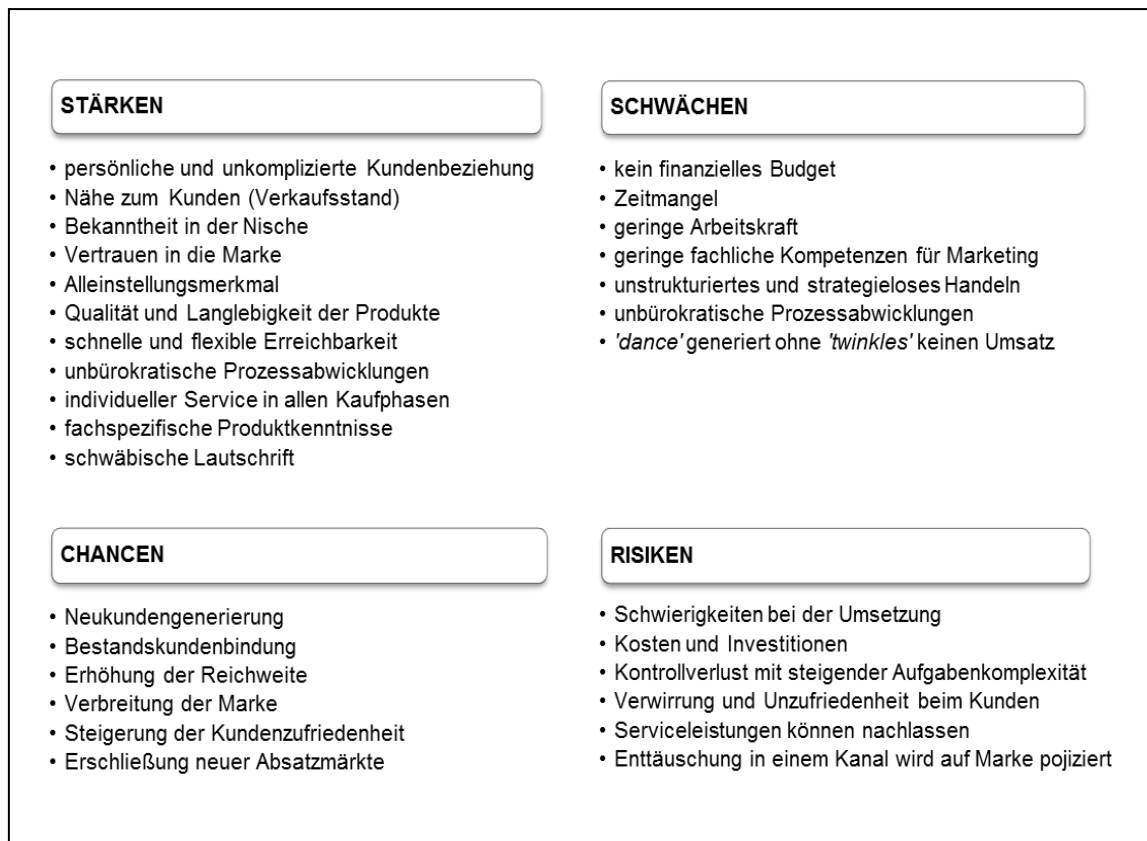 STÄRKEN
• persönliche und unkomplizierte Kundenbeziehung
• Nähe zum Kunden (Verkaufsstand)
• Bekanntheit in der Nische
• Vertrauen in die Marke
• Alleinstellungsmerkmal
• Qualität und Langlebigkeit der Produkte
• schnelle und flexible Erreichbarkeit
• unbürokratische Prozessabwicklungen
• individueller Service in allen Kaufphasen
• fachspezifische Produktkenntnisse
• schwäbische Lautschrift
SCHWÄCHEN
• kein finanzielles Budget
• Zeitmangel
• geringe Arbeitskraft
• geringe fachliche Kompetenzen für Marketing
• unstrukturiertes und strategieloses Handeln
• unbürokratische Prozessabwicklungen
• 'dance' generiert ohne 'twinkles' keinen Umsatz
CHANCEN
• Neukundengenerierung
• Bestandskundenbindung
• Erhöhung der Reichweite
• Verbreitung der Marke
• Steigerung der Kundenzufriedenheit
• Erschließung neuer Absatzmärkte
RISIKEN
• Schwierigkeiten bei der Umsetzung
• Kosten und Investitionen
• Kontrollverlust mit steigender Aufgabenkomplexität
• Verwirrung und Unzufriedenheit beim Kunden
• Serviceleistungen können nachlassen
• Enttäuschung in einem Kanal wird auf Marke pojiziert